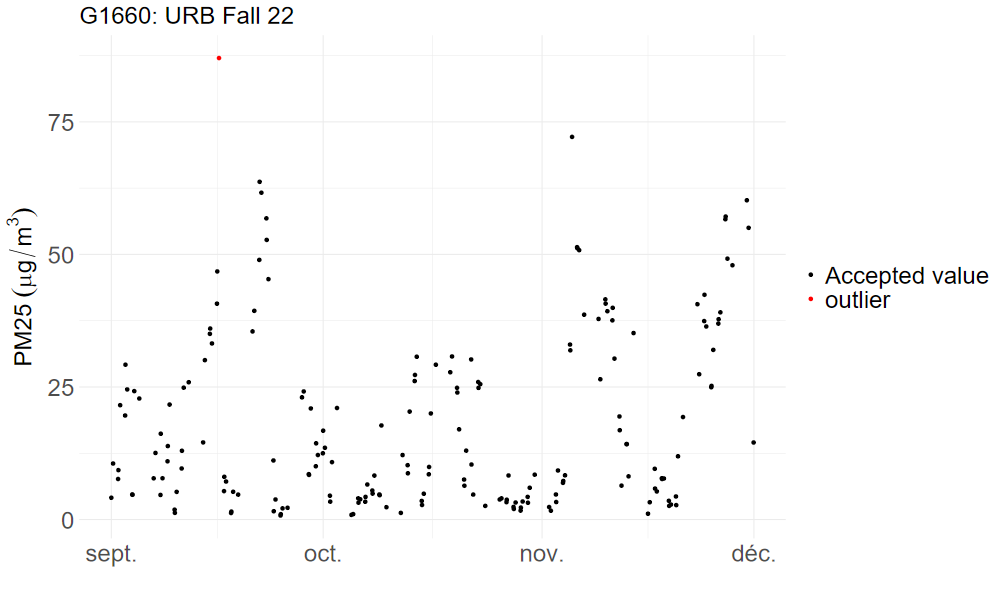 G1660: URB Fall 22
PM25 (μg/m³)
75
50
25
0
sept.
oct.
nov.
déc.
Accepted value
outlier